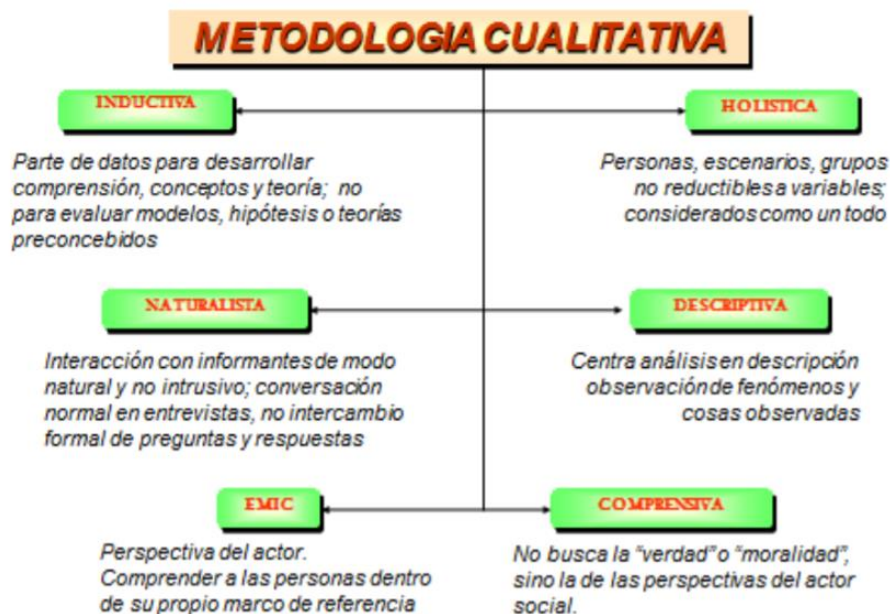 METODOLOGIA CUALITATIVA
INDUCTIVA
Parte de datos para desarrollar
comprensión, conceptos y teoría; no
para evaluar modelos, hipótesis o teorías
preconcebidos
HOLISTICA
Personas, escenarios, grupos
no reductibles a variables;
considerados como un todo
NATURALISTA
Interacción con informantes de modo
natural y no intrusivo; conversación
normal en entrevistas, no intercambio
formal de preguntas y respuestas
DESCRIPTIVA
Centra análisis en descripción
observación de fenómenos y
cosas observadas
EMIC
Perspectiva del actor.
Comprender a las personas dentro
de su propio marco de referencia
COMPRENSIVA
No busca la “verdad” o “moralidad”,
sino la de las perspectivas del actor
social.